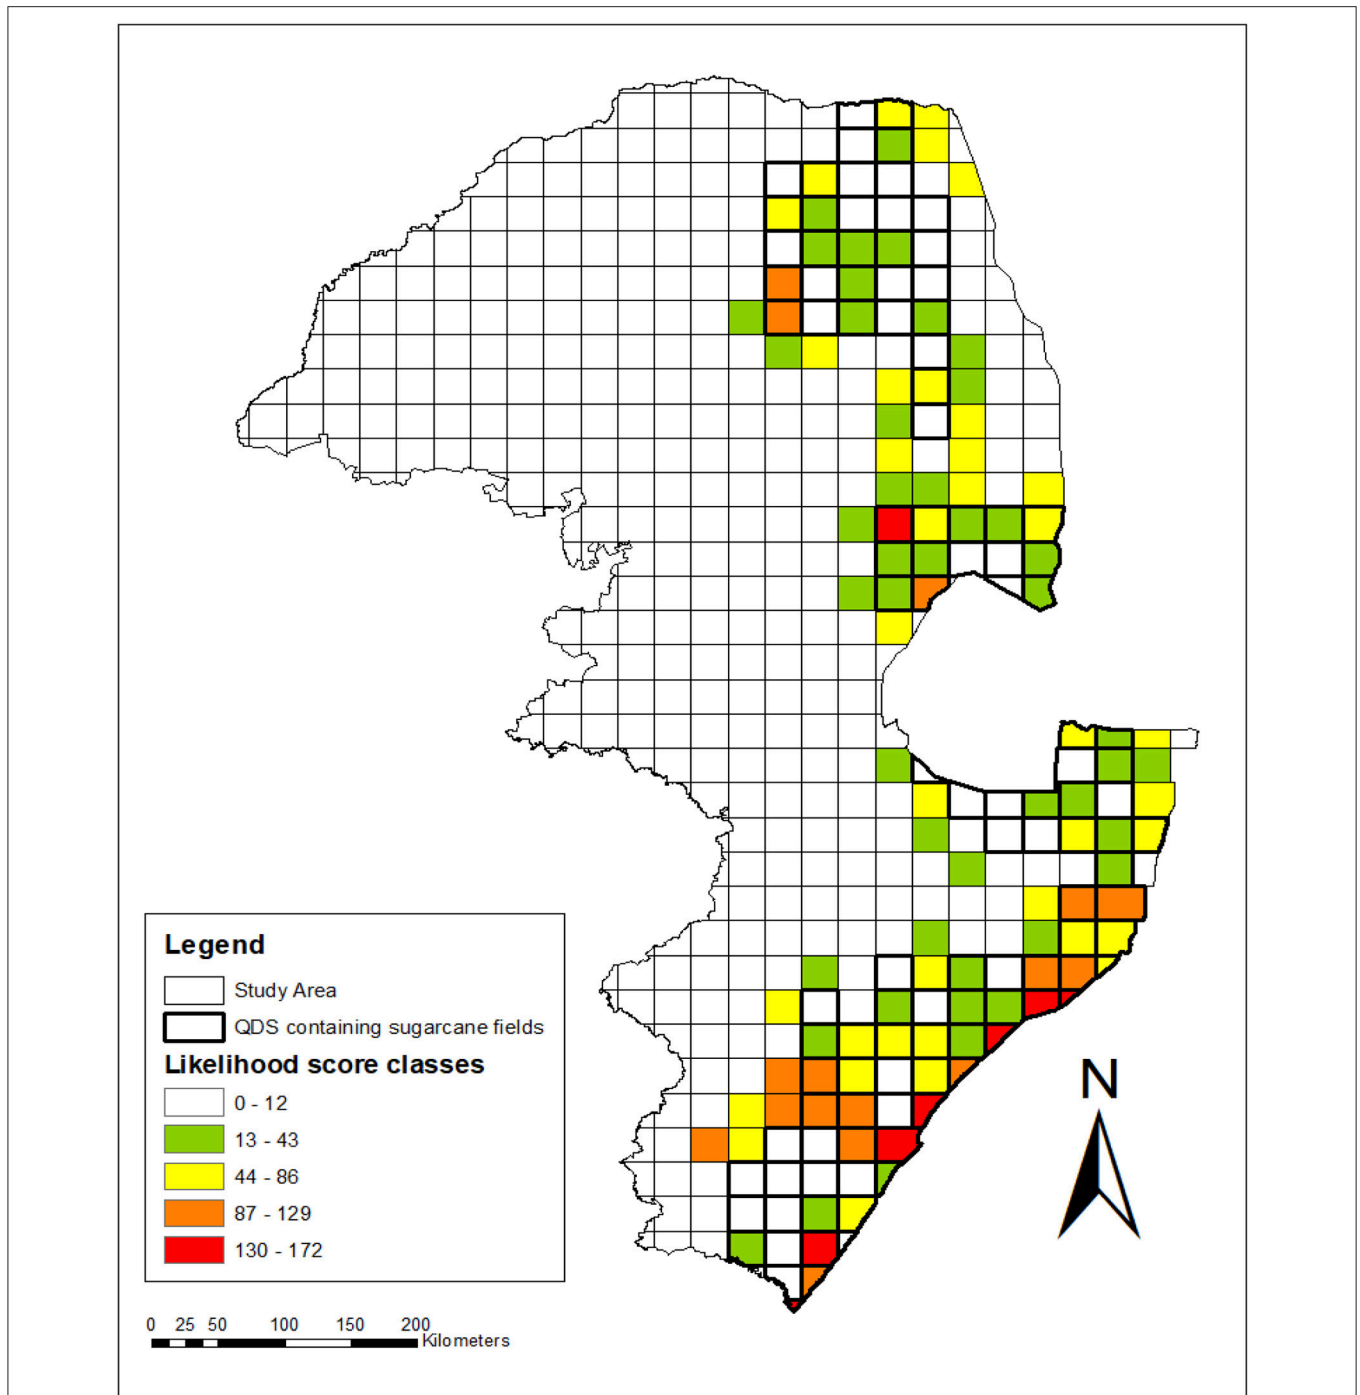 N
Legend
Study Area
QDS containing sugarcane fields
Likelihood score classes
0 - 12
13 - 43
44 - 86
87 - 129
130 - 172
0 25 50 100 150 200
Kilometers